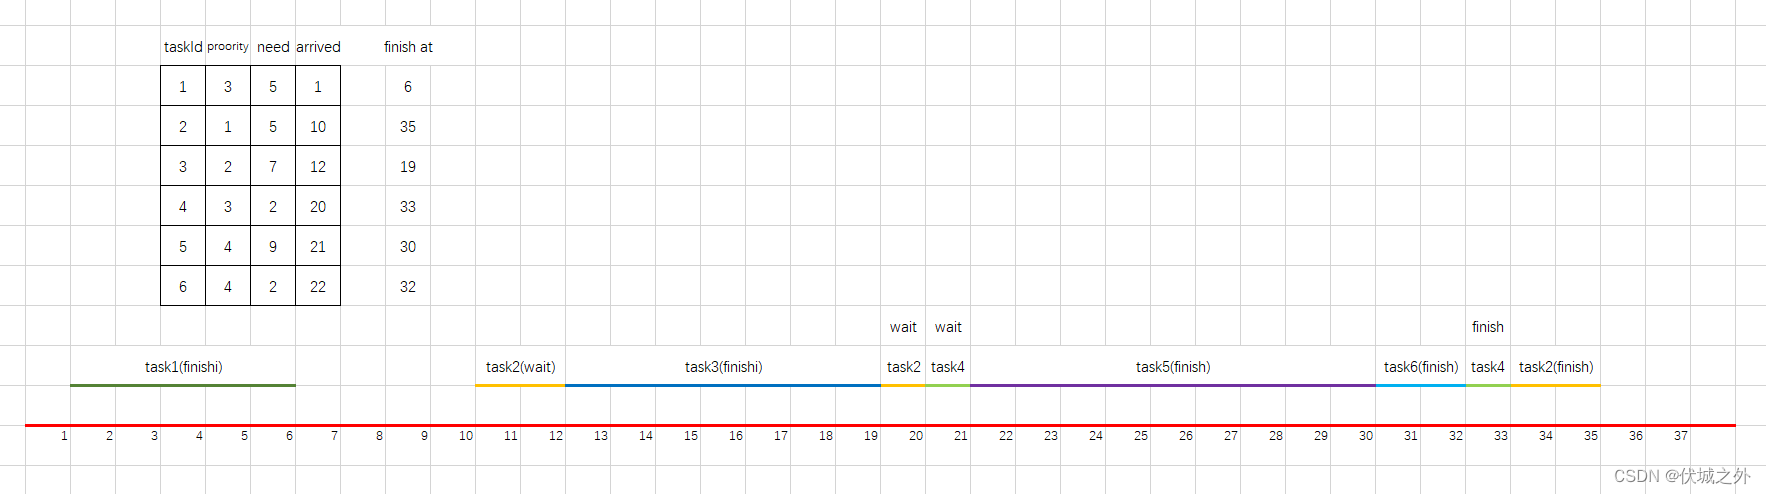 taskId proority need arrived finish at
1 3 5 1 6
2 1 5 10 35
3 2 7 12 19
4 3 2 20 33
5 4 9 21 30
6 4 2 22 32
wait wait finish
task1(finishi) task2(wait) task3(finishi) task2 task4 task5(finish) task6(finish) task4 task2(finish)
1 2 3 4 5 6 7 8 9 10 11 12 13 14 15 16 17 18 19 20 21 22 23 24 25 26 27 28 29 30 31 32 33 34 35 36 37
CSDN @伏城之外